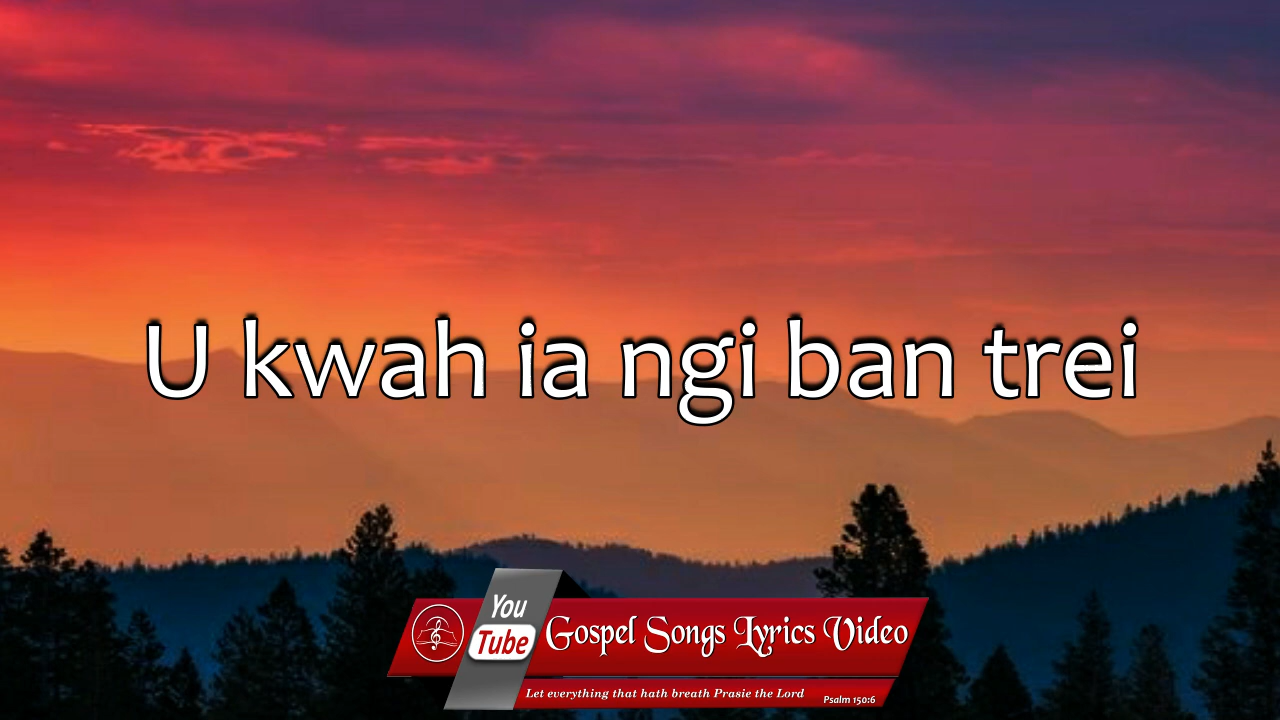 U kwah ia ngi ban trei
You
Tube
Gospel Songs Lyrics Video
Let everything that hath breath Prasie the Lord
Psalm 150:6